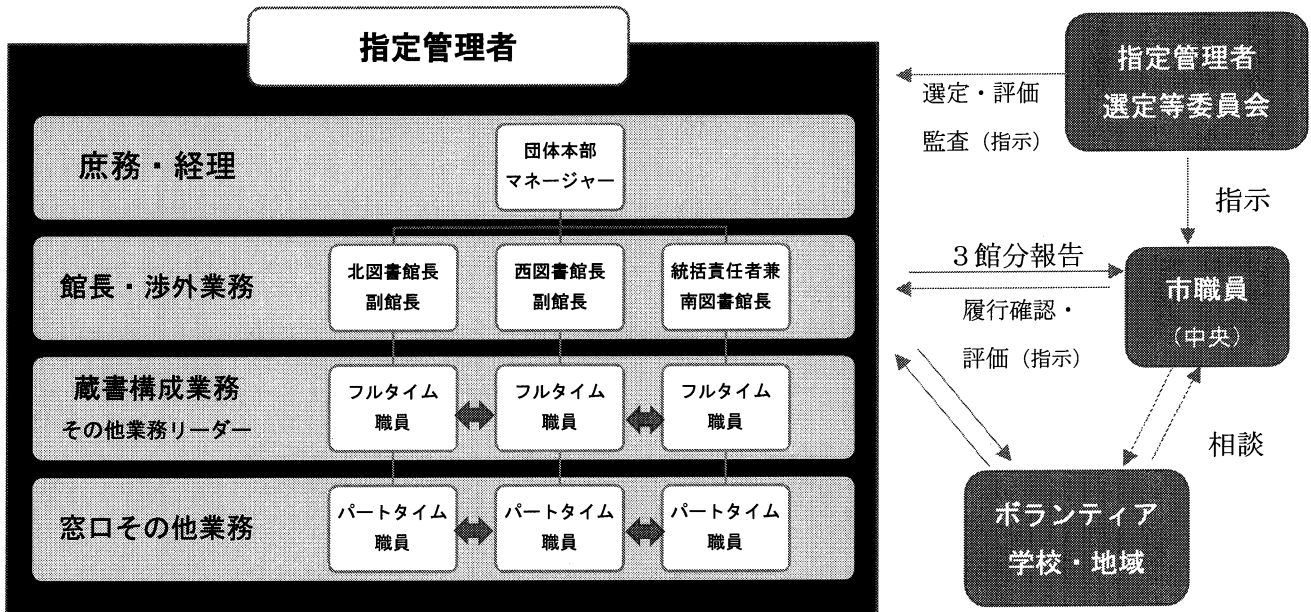 指定管理者
庶務・経理
団体本部
マネージャー
館長・渉外業務
北図書館長
副館長
西図書館長
副館長
統括責任者兼
南図書館長
蔵書構成業務
その他業務リーダー
フルタイム
職員
フルタイム
職員
フルタイム
職員
窓口その他業務
パートタイム
職員
パートタイム
職員
パートタイム
職員
指定管理者
選定等委員会
選定・評価
監査（指示）
指示
３館分報告
市職員
（中央）
履行確認・
評価（指示）
相談
ボランティア
学校・地域